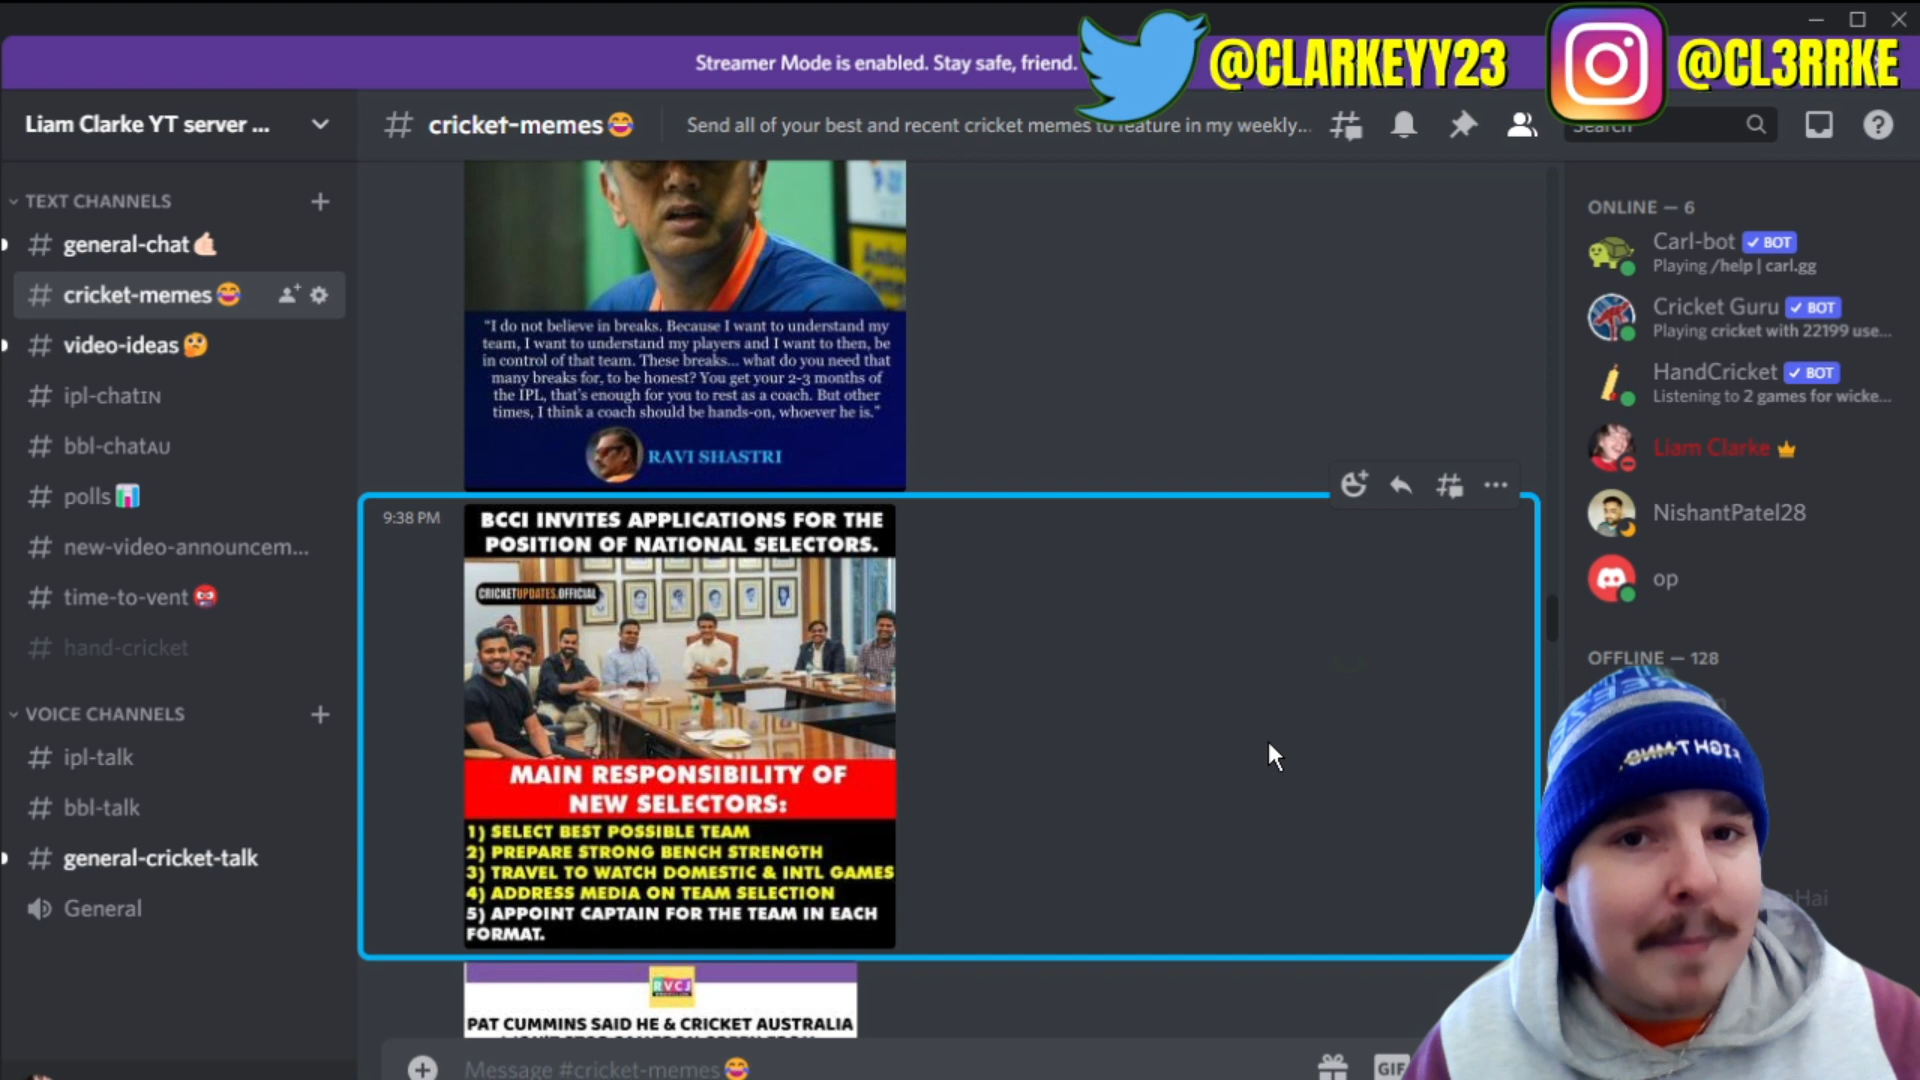 Streamer Mode is enabled. Stay safe, friend.
@CLARKEYY23
@CL3RRKE
Liam Clarke YT server ...
# cricket-memes😂
Send all of your best and recent cricket memes to feature in my weekly...
Search
TEXT CHANNELS
# general-chat🤙🏻
# cricket-memes😂
# video-ideas🤔
# ipl-chatIN
# bbl-chatAU
# polls📊
# new-video-announcem...
# time-to-vent👹
# hand-cricket
VOICE CHANNELS
# ipl-talk
# bbl-talk
# general-cricket-talk
General
"I do not believe in breaks. Because I want to understand my
team, I want to understand my players and I want to then, be
in control of that team. These breaks... what do you need that
many breaks for, to be honest? You get your 2-3 months of
the IPL, that's enough for you to rest as a coach. But other
times, I think a coach should be hands-on, whoever he is."
RAVI SHASTRI
9:38 PM
BCCI INVITES APPLICATIONS FOR THE
POSITION OF NATIONAL SELECTORS.
CRICKETUPDATES.OFFICIAL
MAIN RESPONSIBILITY OF
NEW SELECTORS:
1) SELECT BEST POSSIBLE TEAM
2) PREPARE STRONG BENCH STRENGTH
3) TRAVEL TO WATCH DOMESTIC & INTL GAMES
4) ADDRESS MEDIA ON TEAM SELECTION
5) APPOINT CAPTAIN FOR THE TEAM IN EACH
FORMAT.
RVCJ
PAT CUMMINS SAID HE & CRICKET AUSTRALIA
Message #cricket-memes😂
GIF
ONLINE — 6
Carl-bot ✓ BOT
Playing /help | carl.gg
Cricket Guru ✓ BOT
Playing cricket with 22199 use...
HandCricket ✓ BOT
Listening to 2 games for wicke...
Liam Clarke
NishantPatel28
op
OFFLINE — 128